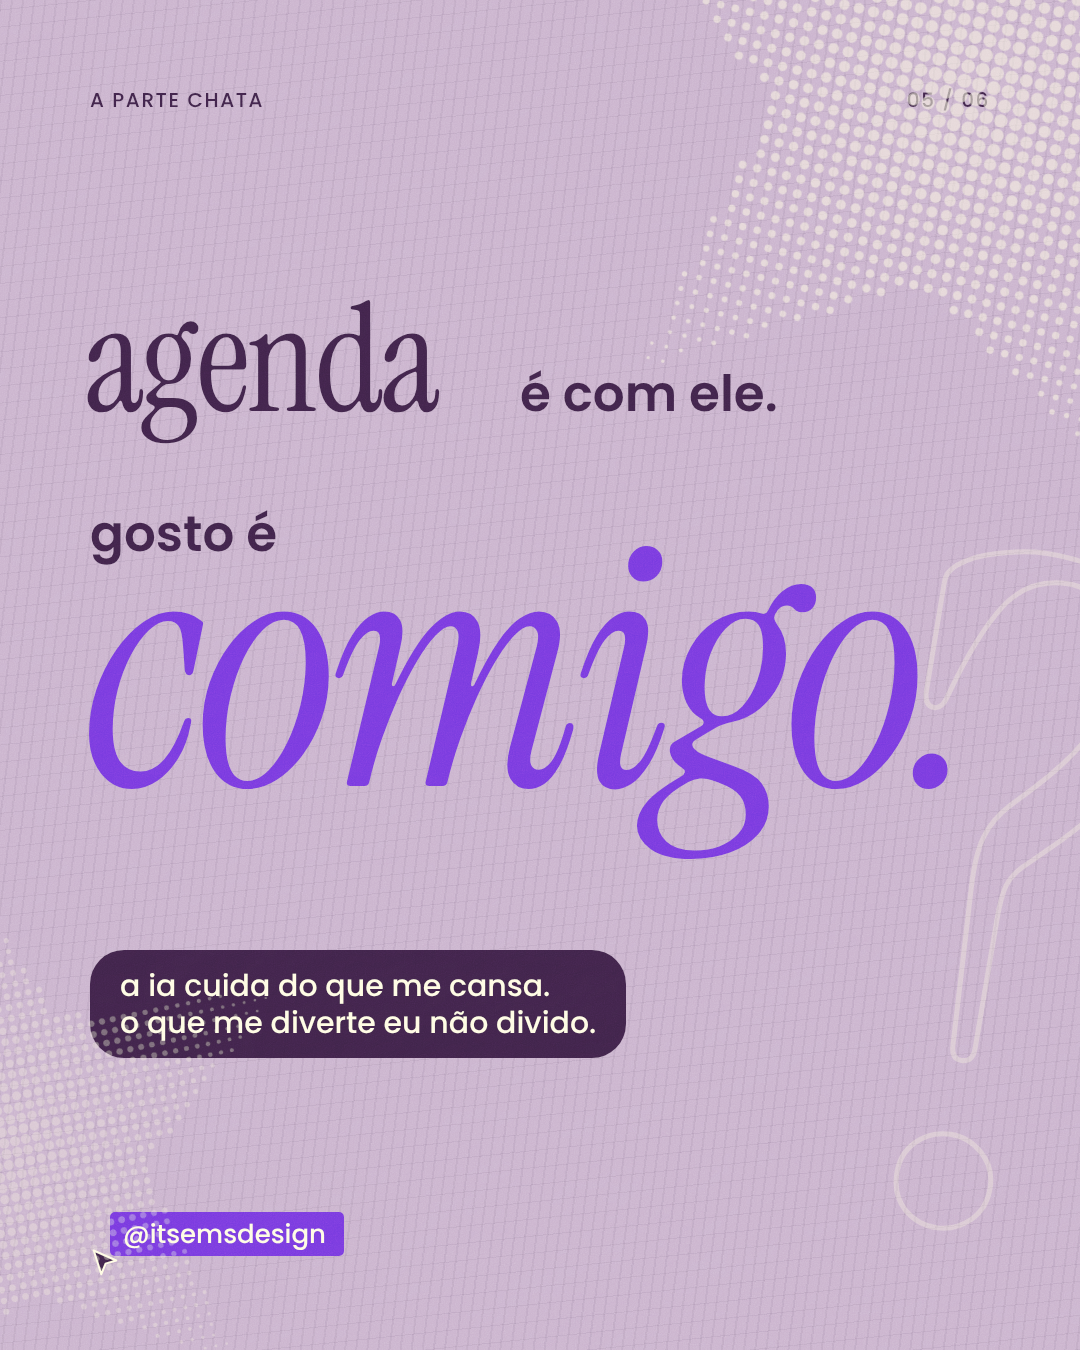 A PARTE CHATA
05 / 06
agenda é com ele.
gosto é
comigo.
a ia cuida do que me cansa.
o que me diverte eu não divido.
@itsemsdesign